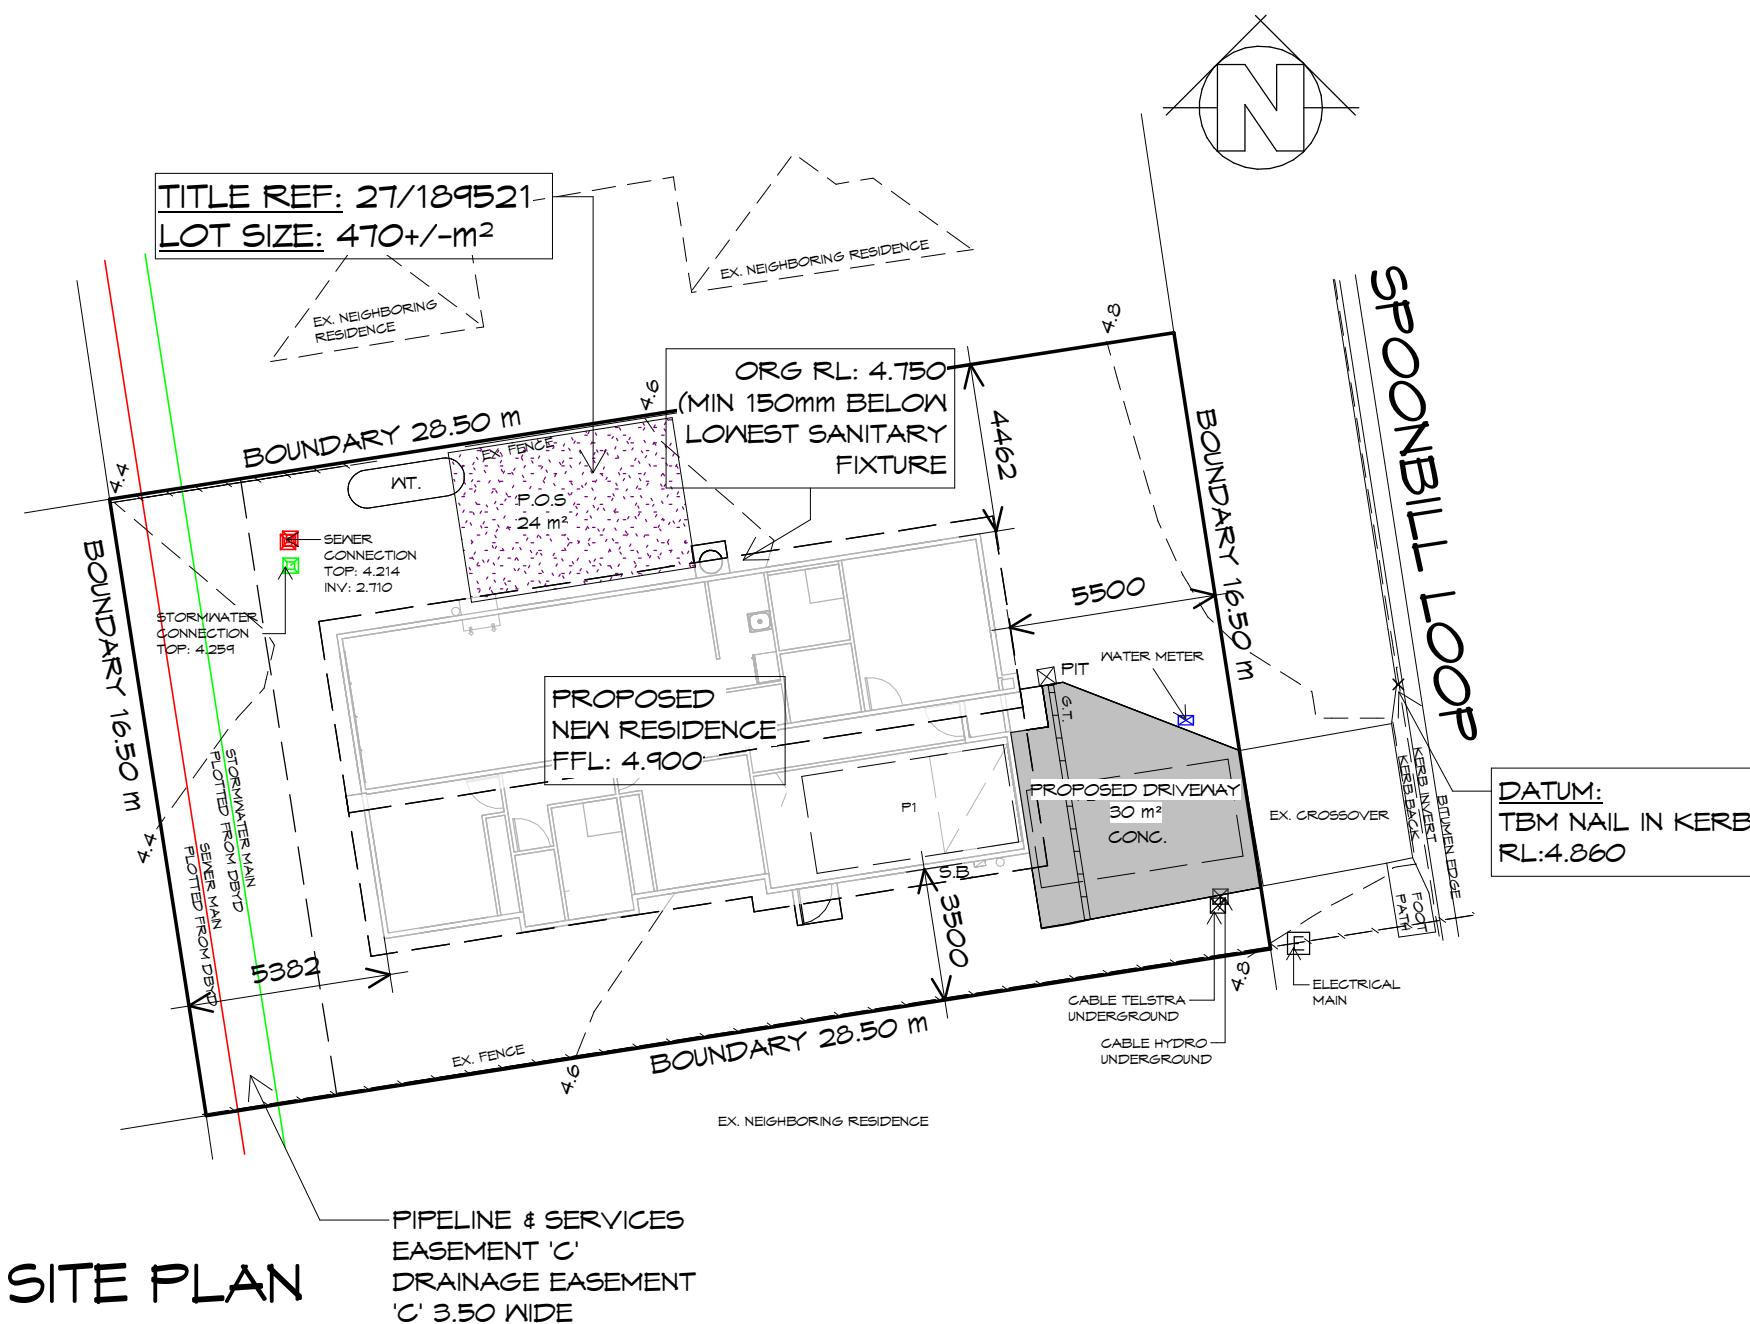 N
TITLE REF: 27/189521
LOT SIZE: 470+/-m²
EX. NEIGHBORING RESIDENCE
EX. NEIGHBORING
RESIDENCE
SPOONBILL LOOP
4.8
ORG RL: 4.750
(MIN 150mm BELOW
LOWEST SANITARY
FIXTURE
4.6
BOUNDARY 28.50 m
EX. FENCE
4.4
WT.
P.O.S
24 m²
4462
BOUNDARY 16.50 m
SEWER
CONNECTION
TOP: 4.214
INV: 2.710
STORMWATER
CONNECTION
TOP: 4.259
BOUNDARY 16.50 m
5500
WATER METER
PIT
G.T.
PROPOSED
NEW RESIDENCE
FFL: 4.900
P1
PROPOSED DRIVEWAY
30 m²
CONC.
EX. CROSSOVER
KERB INVERT
KERB BACK
BITUMEN EDGE
FOOT
PATH
DATUM:
TBM NAIL IN KERB
RL:4.860
STORMWATER MAIN
PLOTTED FROM DBYD
SEWER MAIN
PLOTTED FROM DBYD
4.4
S.B
3500
5382
E
ELECTRICAL
MAIN
4.8
CABLE TELSTRA
UNDERGROUND
CABLE HYDRO
UNDERGROUND
BOUNDARY 28.50 m
EX. FENCE
4.6
EX. NEIGHBORING RESIDENCE
PIPELINE & SERVICES
EASEMENT 'C'
DRAINAGE EASEMENT
'C' 3.50 WIDE
SITE PLAN